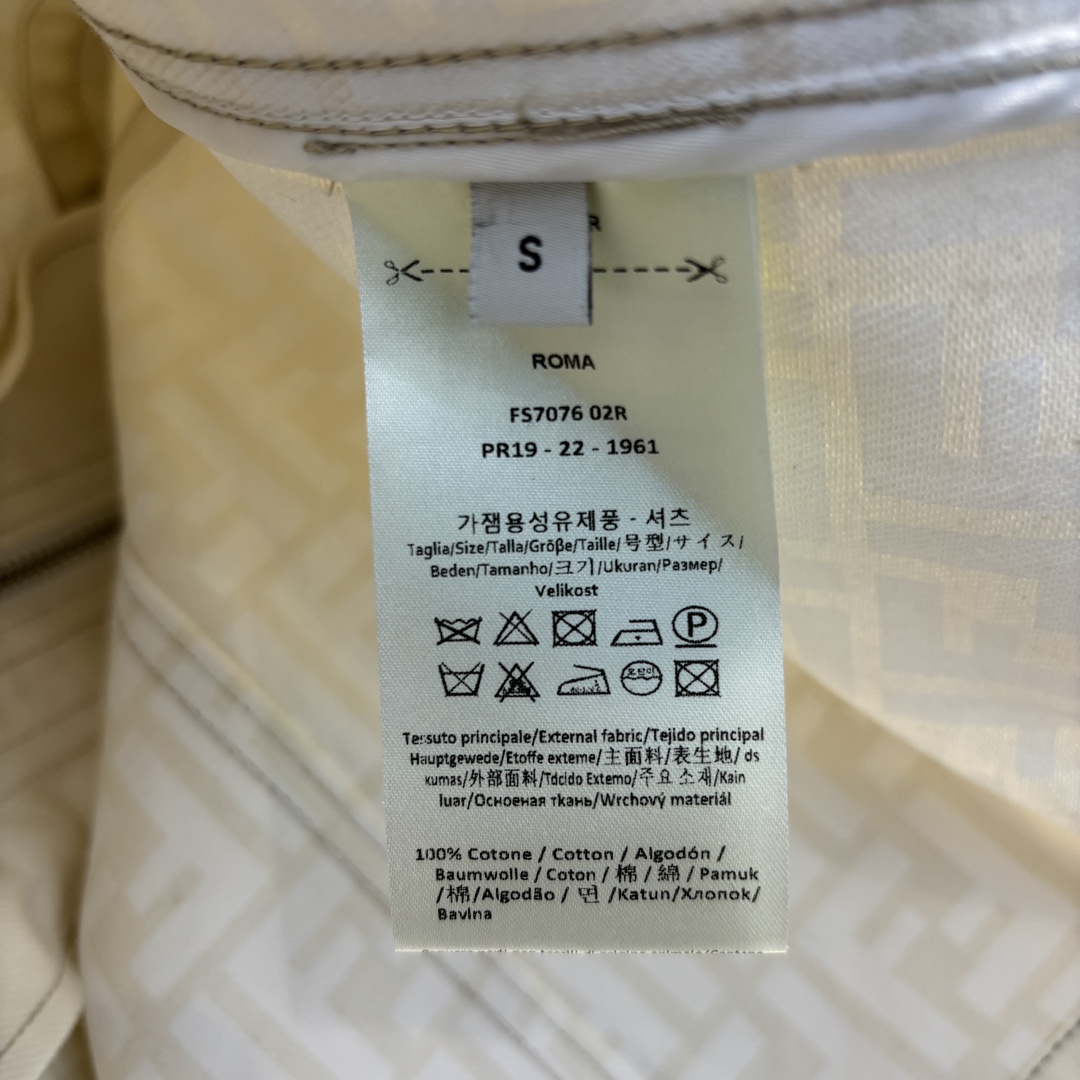 R
S
ROMA
FS7076 02R
PR19 - 22 - 1961
가잼용성유제풍 - 셔츠
Taglia/Size/Talla/Größe/Taille/号型/サイズ/
Beden/Tamanho/크기/Ukuran/Размер/
Velikost
P
Tessuto principale/External fabric/Tejido principal
Hauptgewede/Etoffe exteme/主面料/表生地/ ds
kumas/外部面料/Tdcido Extemo/주요 소재/Kain
luar/Осноеная ткань/Wrchový materiál
100% Cotone / Cotton / Algodón /
Baumwolle / Coton / 棉 / 綿 / Pamuk
/棉/Algodão / 면 /Katun/Хлопок/
Bavlna